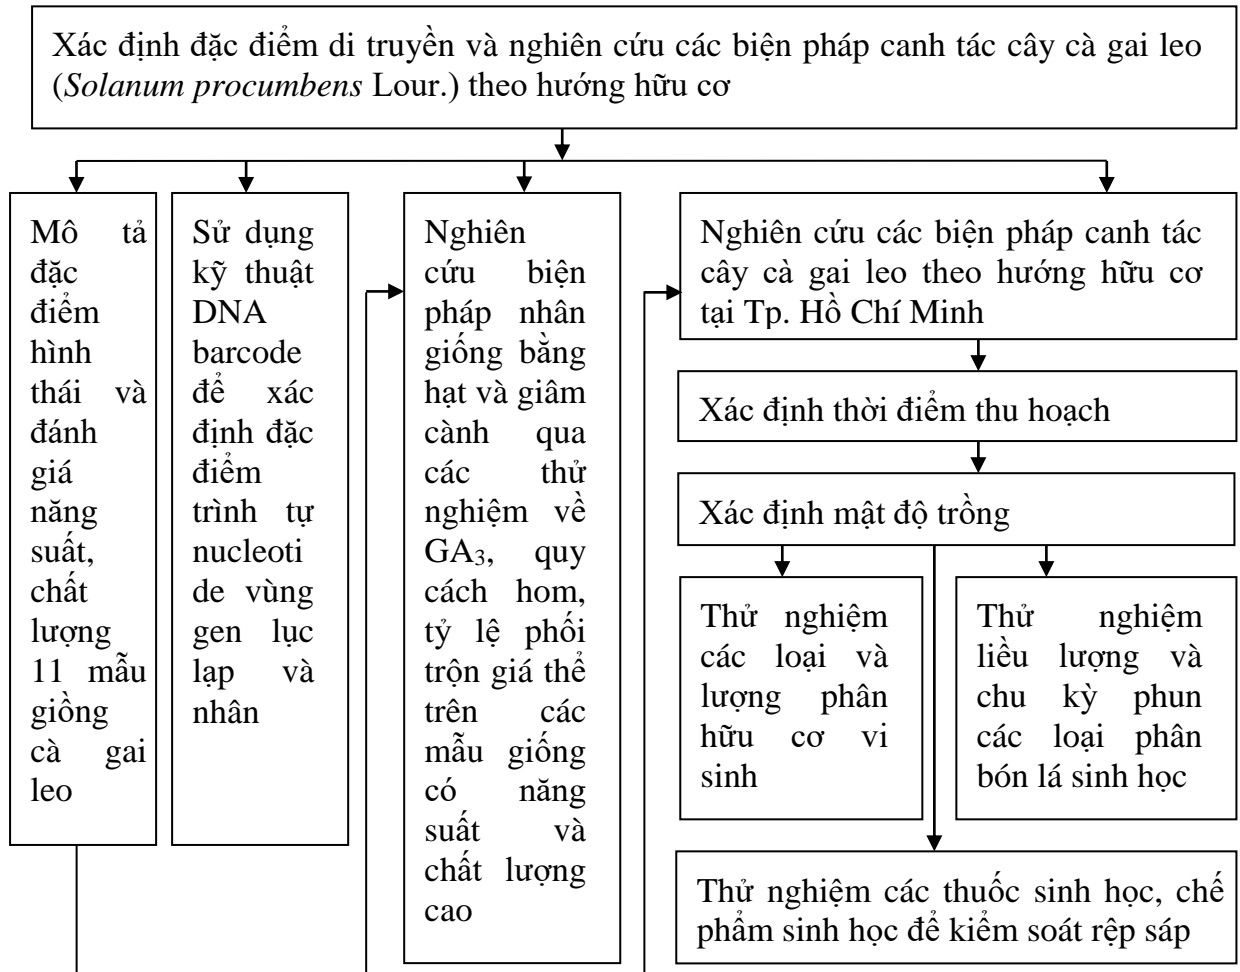 Xác định đặc điểm di truyền và nghiên cứu các biện pháp canh tác cây cà gai leo
(Solanum procumbens Lour.) theo hướng hữu cơ
Mô tả
đặc
điểm
hình
thái và
đánh
giá
năng
suất,
chất
lượng
11 mẫu
giồng
cà gai
leo
Sử dụng
kỹ thuật
DNA
barcode
để xác
định đặc
điểm
trình tự
nucleoti
de vùng
gen lục
lạp và
nhân
Nghiên
cứu biện
pháp nhân
giống bằng
hạt và giâm
cành qua
các thử
nghiệm về
GA₃, quy
cách hom,
tỷ lệ phối
trộn giá thể
trên các
mẫu giống
có năng
suất và
chất lượng
cao
Nghiên cứu các biện pháp canh tác
cây cà gai leo theo hướng hữu cơ
tại Tp. Hồ Chí Minh
Xác định thời điểm thu hoạch
Xác định mật độ trồng
Thử nghiệm
các loại và
lượng phân
hữu cơ vi
sinh
Thử nghiệm
liều lượng và
chu kỳ phun
các loại phân
bón lá sinh học
Thử nghiệm các thuốc sinh học, chế
phẩm sinh học để kiểm soát rệp sáp